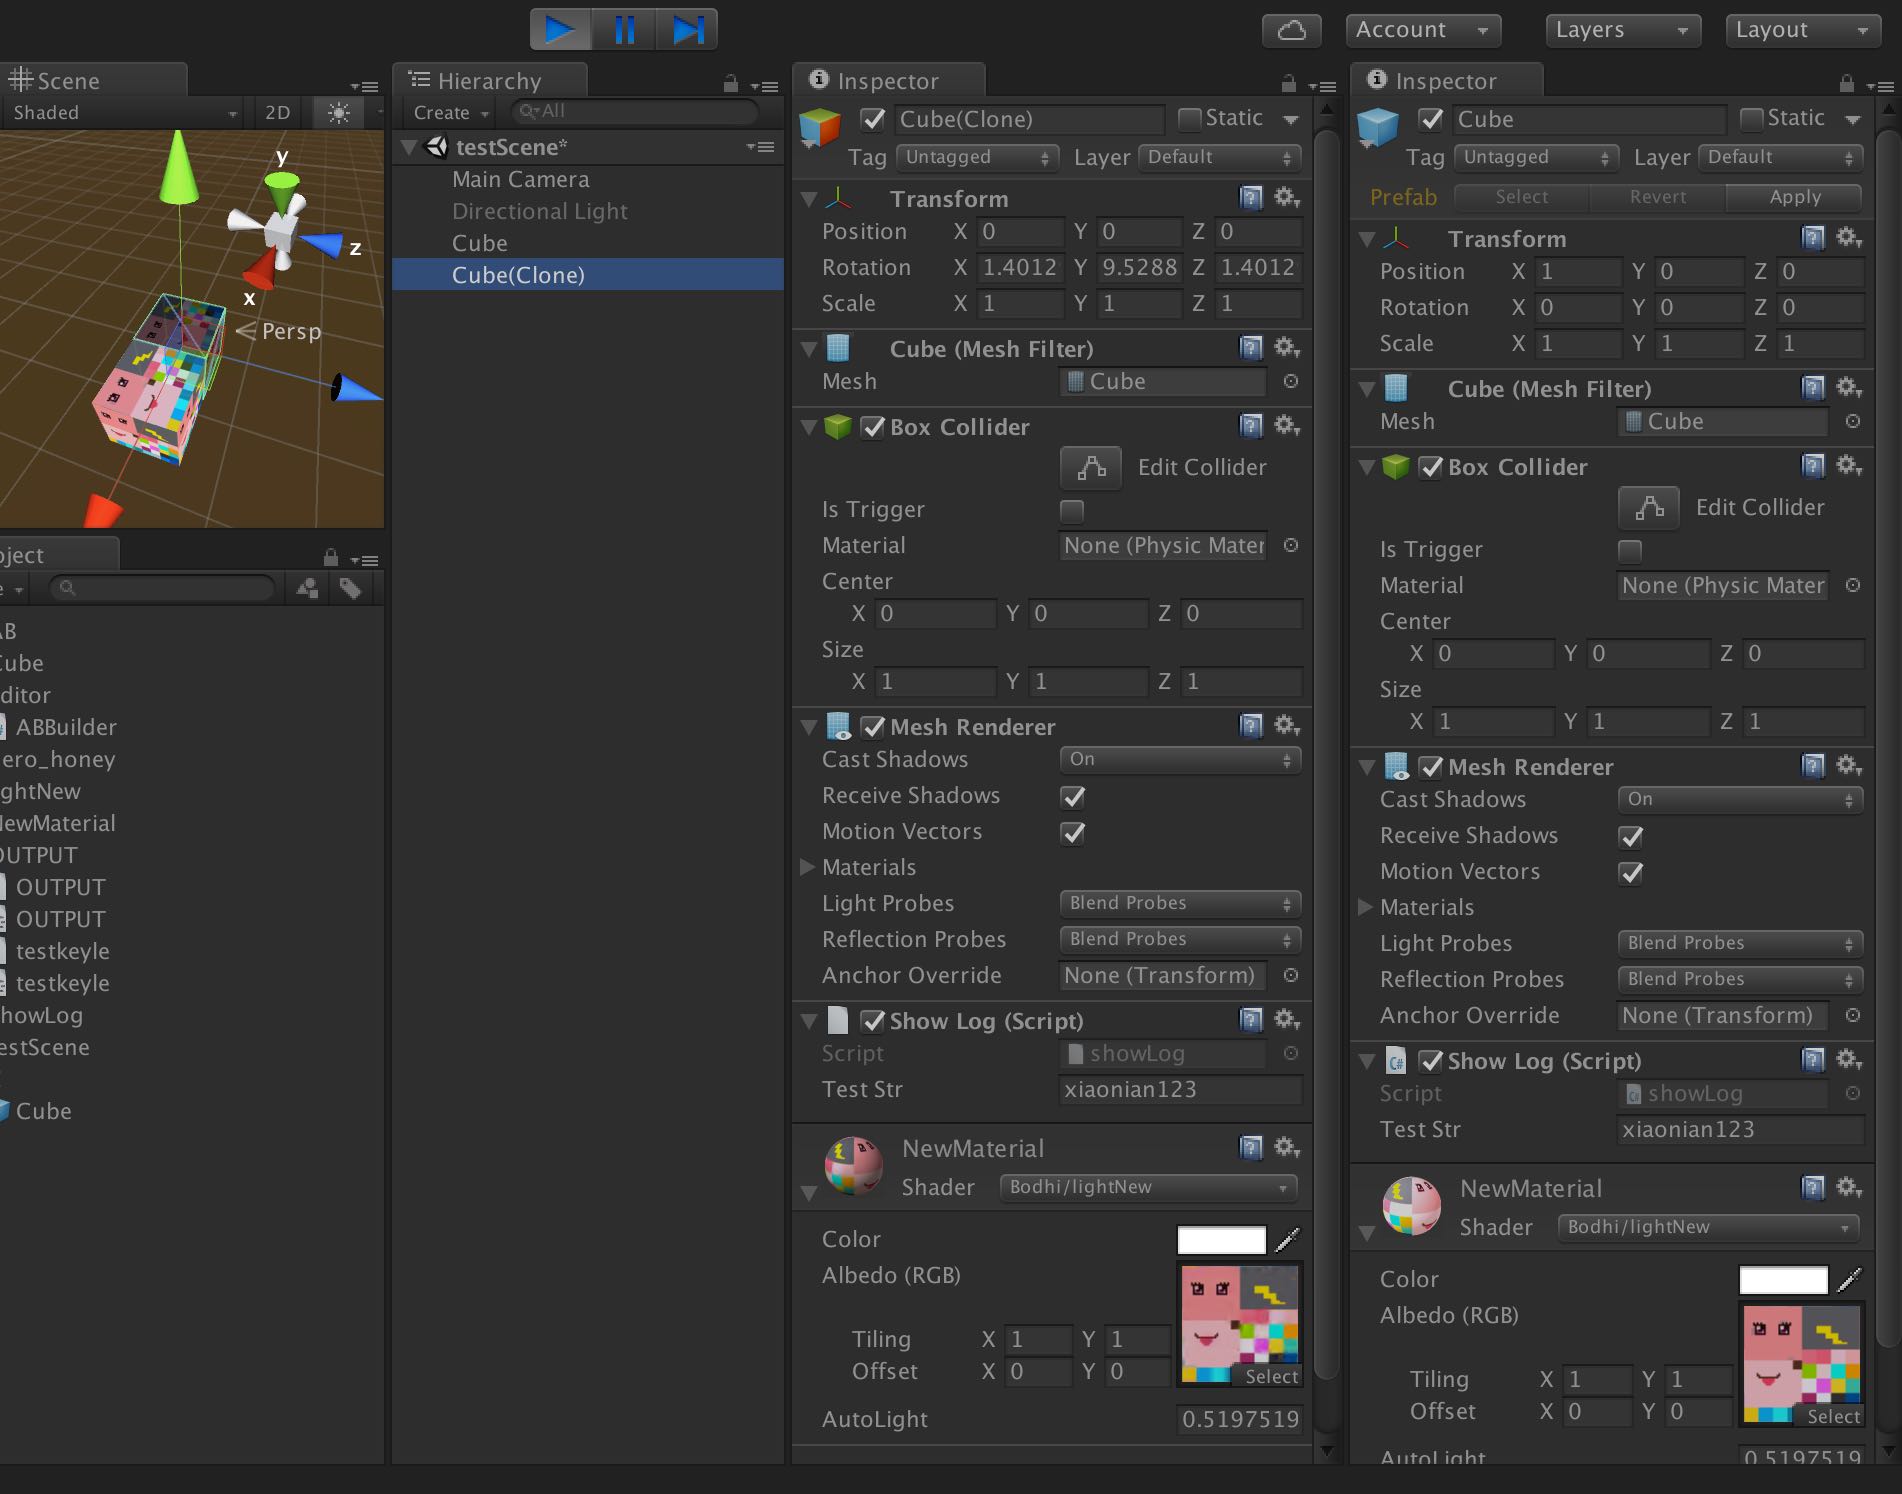 Account
Layers
Layout
Scene
Shaded
2D
y
z
x
Persp
oject
e
AB
Cube
ditor
ABBuilder
ero_honey
ghtNew
NewMaterial
OUTPUT
OUTPUT
OUTPUT
testkeyle
testkeyle
howLog
estScene
Cube
Hierarchy
Create
All
testScene*
Main Camera
Directional Light
Cube
Cube(Clone)
Inspector
Cube(Clone)
Static
Tag Untagged Layer Default
Transform
Position X 0 Y 0 Z 0
Rotation X 1.4012 Y 9.5288 Z 1.4012
Scale X 1 Y 1 Z 1
Cube (Mesh Filter)
Mesh Cube
Box Collider
Edit Collider
Is Trigger
Material None (Physic Mater
Center
X 0 Y 0 Z 0
Size
X 1 Y 1 Z 1
Mesh Renderer
Cast Shadows On
Receive Shadows
Motion Vectors
Materials
Light Probes Blend Probes
Reflection Probes Blend Probes
Anchor Override None (Transform)
Show Log (Script)
Script showLog
Test Str xiaonian123
NewMaterial
Shader Bodhi/lightNew
Color
Albedo (RGB)
Tiling X 1 Y 1
Offset X 0 Y 0
Select
AutoLight 0.5197519
Inspector
Cube
Static
Tag Untagged Layer Default
Prefab Select Revert Apply
Transform
Position X 1 Y 0 Z 0
Rotation X 0 Y 0 Z 0
Scale X 1 Y 1 Z 1
Cube (Mesh Filter)
Mesh Cube
Box Collider
Edit Collider
Is Trigger
Material None (Physic Mater
Center
X 0 Y 0 Z 0
Size
X 1 Y 1 Z 1
Mesh Renderer
Cast Shadows On
Receive Shadows
Motion Vectors
Materials
Light Probes Blend Probes
Reflection Probes Blend Probes
Anchor Override None (Transform)
Show Log (Script)
C#
Script showLog
Test Str xiaonian123
NewMaterial
Shader Bodhi/lightNew
Color
Albedo (RGB)
Tiling X 1 Y 1
Offset X 0 Y 0
Select
AutoLight 0.5197519